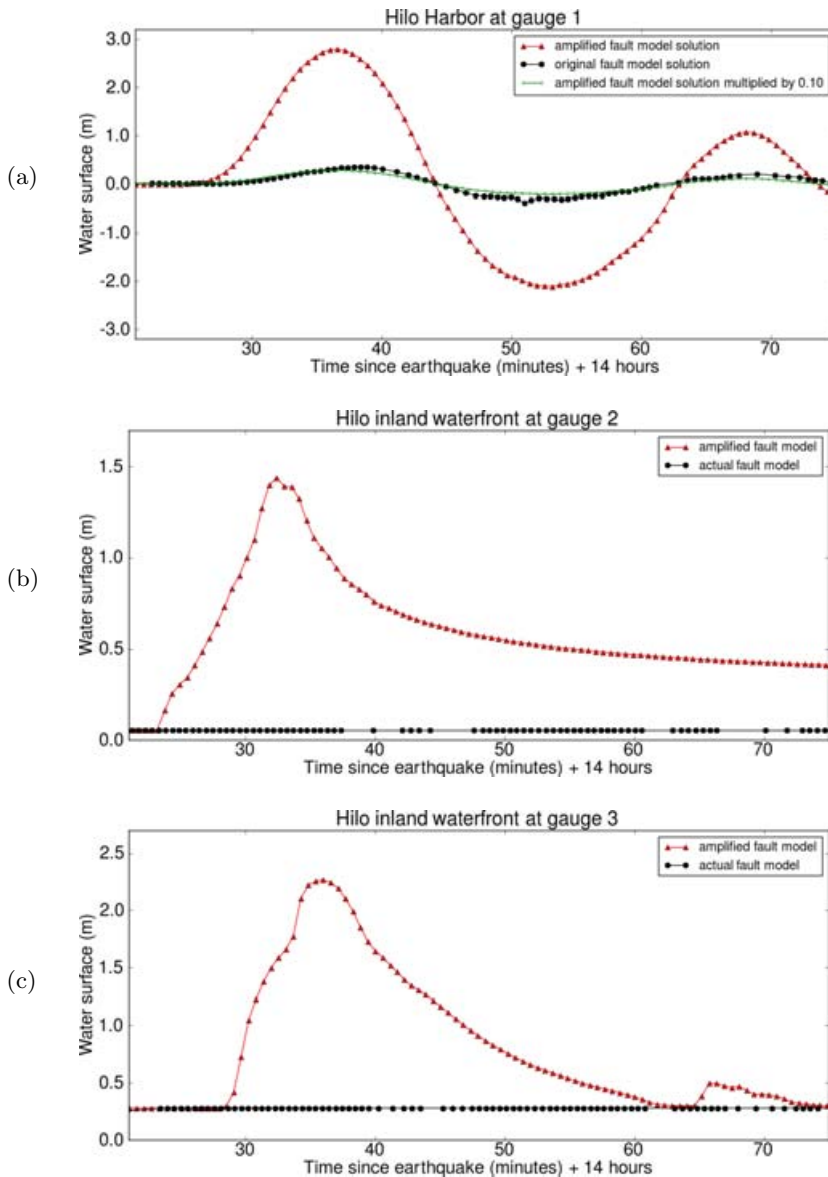 Hilo Harbor at gauge 1
(a)
Water surface (m)
3.0
2.0
1.0
0.0
-1.0
-2.0
-3.0
amplified fault model solution
original fault model solution
amplified fault model solution multiplied by 0.10
30 40 50 60 70
Time since earthquake (minutes) + 14 hours
Hilo inland waterfront at gauge 2
(b)
Water surface (m)
1.5
1.0
0.5
0.0
amplified fault model
actual fault model
30 40 50 60 70
Time since earthquake (minutes) + 14 hours
Hilo inland waterfront at gauge 3
(c)
Water surface (m)
2.5
2.0
1.5
1.0
0.5
0.0
amplified fault model
actual fault model
30 40 50 60 70
Time since earthquake (minutes) + 14 hours